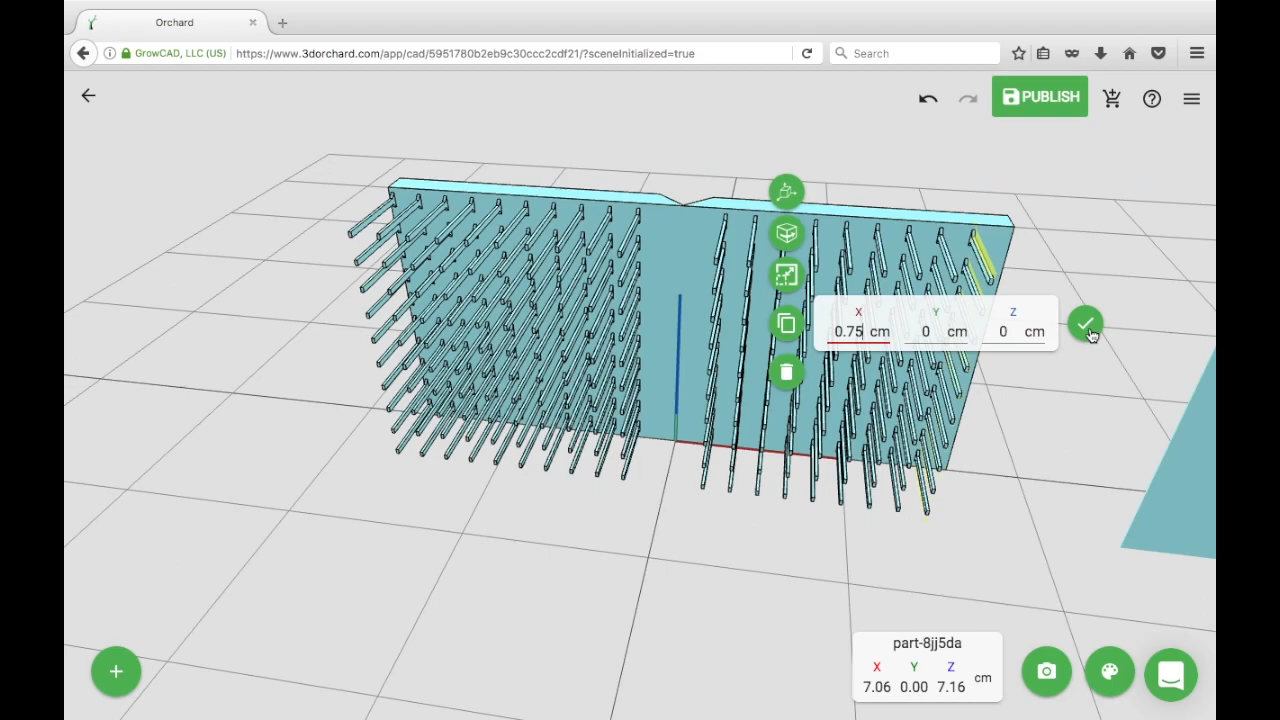 Orchard
GrowCAD, LLC (US)
https://www.3dorchard.com/app/cad/5951780b2eb9c30ccc2cdf21/?sceneInitialized=true
Search
PUBLISH
X Y Z
0.75 cm 0 cm 0 cm
part-8jj5da
X Y Z
7.06 0.00 7.16 cm